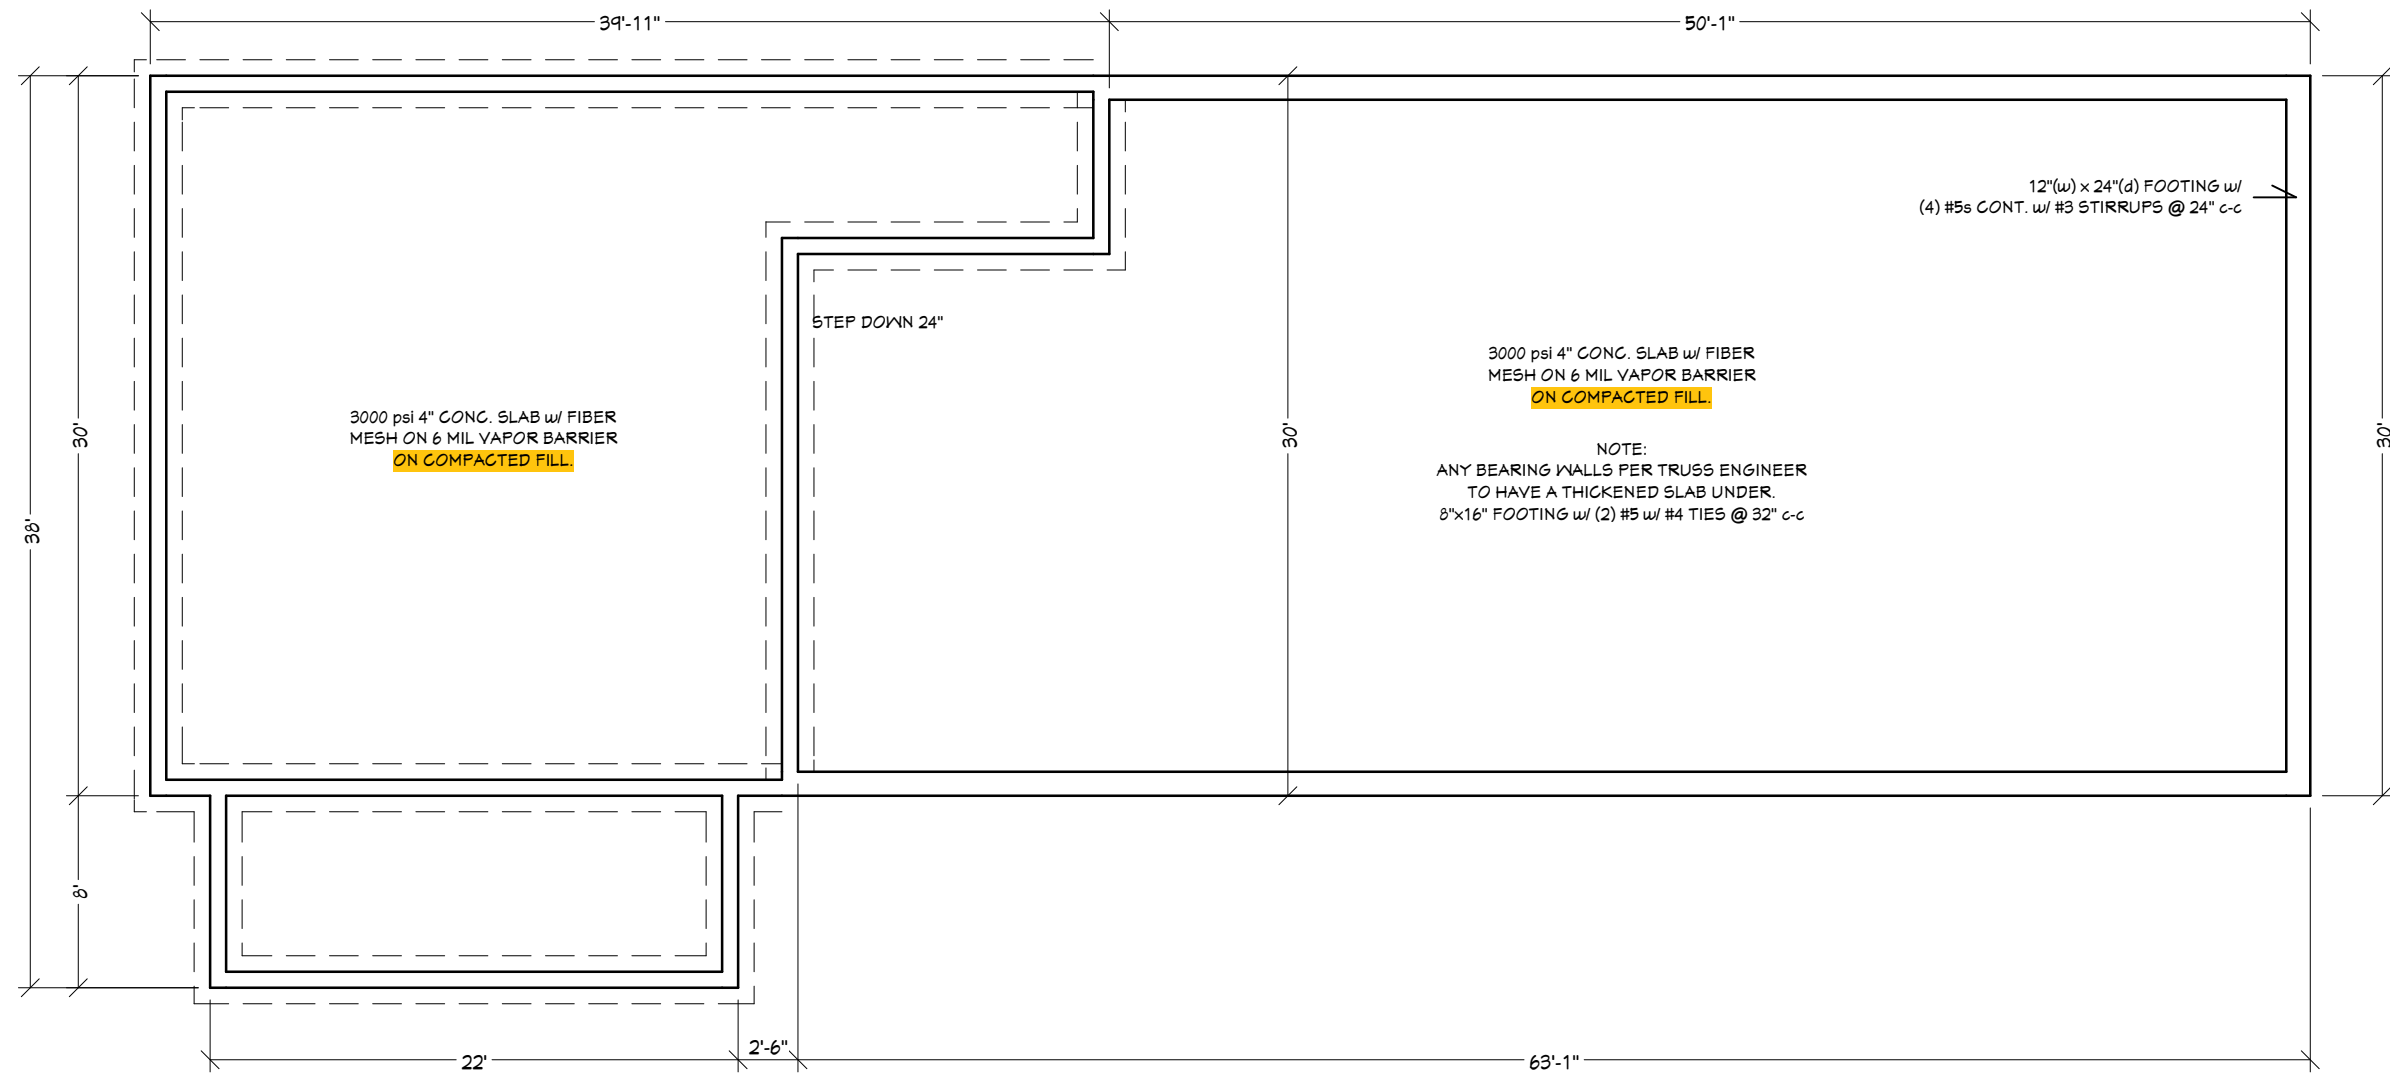 39'-11"
50'-1"
12"(w) x 24"(d) FOOTING w/
(4) #5s CONT. w/ #3 STIRRUPS @ 24" c-c
STEP DOWN 24"
3000 psi 4" CONC. SLAB w/ FIBER
MESH ON 6 MIL VAPOR BARRIER
ON COMPACTED FILL.
3000 psi 4" CONC. SLAB w/ FIBER
MESH ON 6 MIL VAPOR BARRIER
ON COMPACTED FILL.
NOTE:
ANY BEARING WALLS PER TRUSS ENGINEER
TO HAVE A THICKENED SLAB UNDER.
8"x16" FOOTING w/ (2) #5 w/ #4 TIES @ 32" c-c
30'
30'
30'
38'
8'
2'-6"
22'
63'-1"